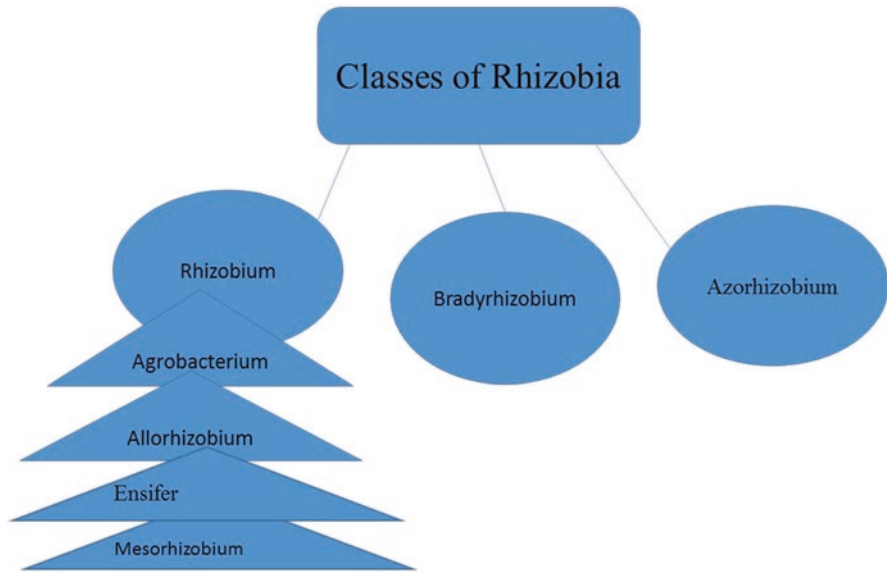 Classes of Rhizobia
Rhizobium
Bradyrhizobium
Azorhizobium
Agrobacterium
Allorhizobium
Ensifer
Mesorhizobium